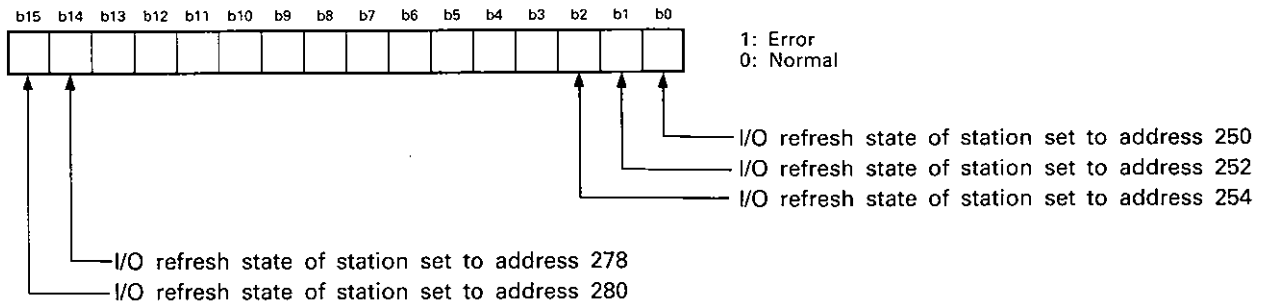 b15 b14 b13 b12 b11 b10 b9 b8 b7 b6 b5 b4 b3 b2 b1 b0
1: Error
0: Normal
I/O refresh state of station set to address 250
I/O refresh state of station set to address 252
I/O refresh state of station set to address 254
I/O refresh state of station set to address 278
I/O refresh state of station set to address 280